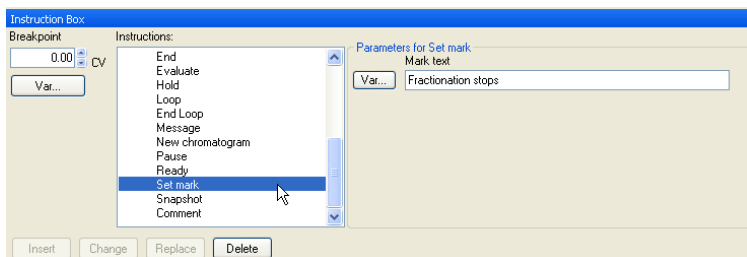 Instruction Box
Breakpoint
Instructions:
0.00 CV
Var...
End
Evaluate
Hold
Loop
End Loop
Message
New chromatogram
Pause
Ready
Set mark
Snapshot
Comment
Parameters for Set mark
Mark text
Var... Fractionation stops
Insert Change Replace Delete